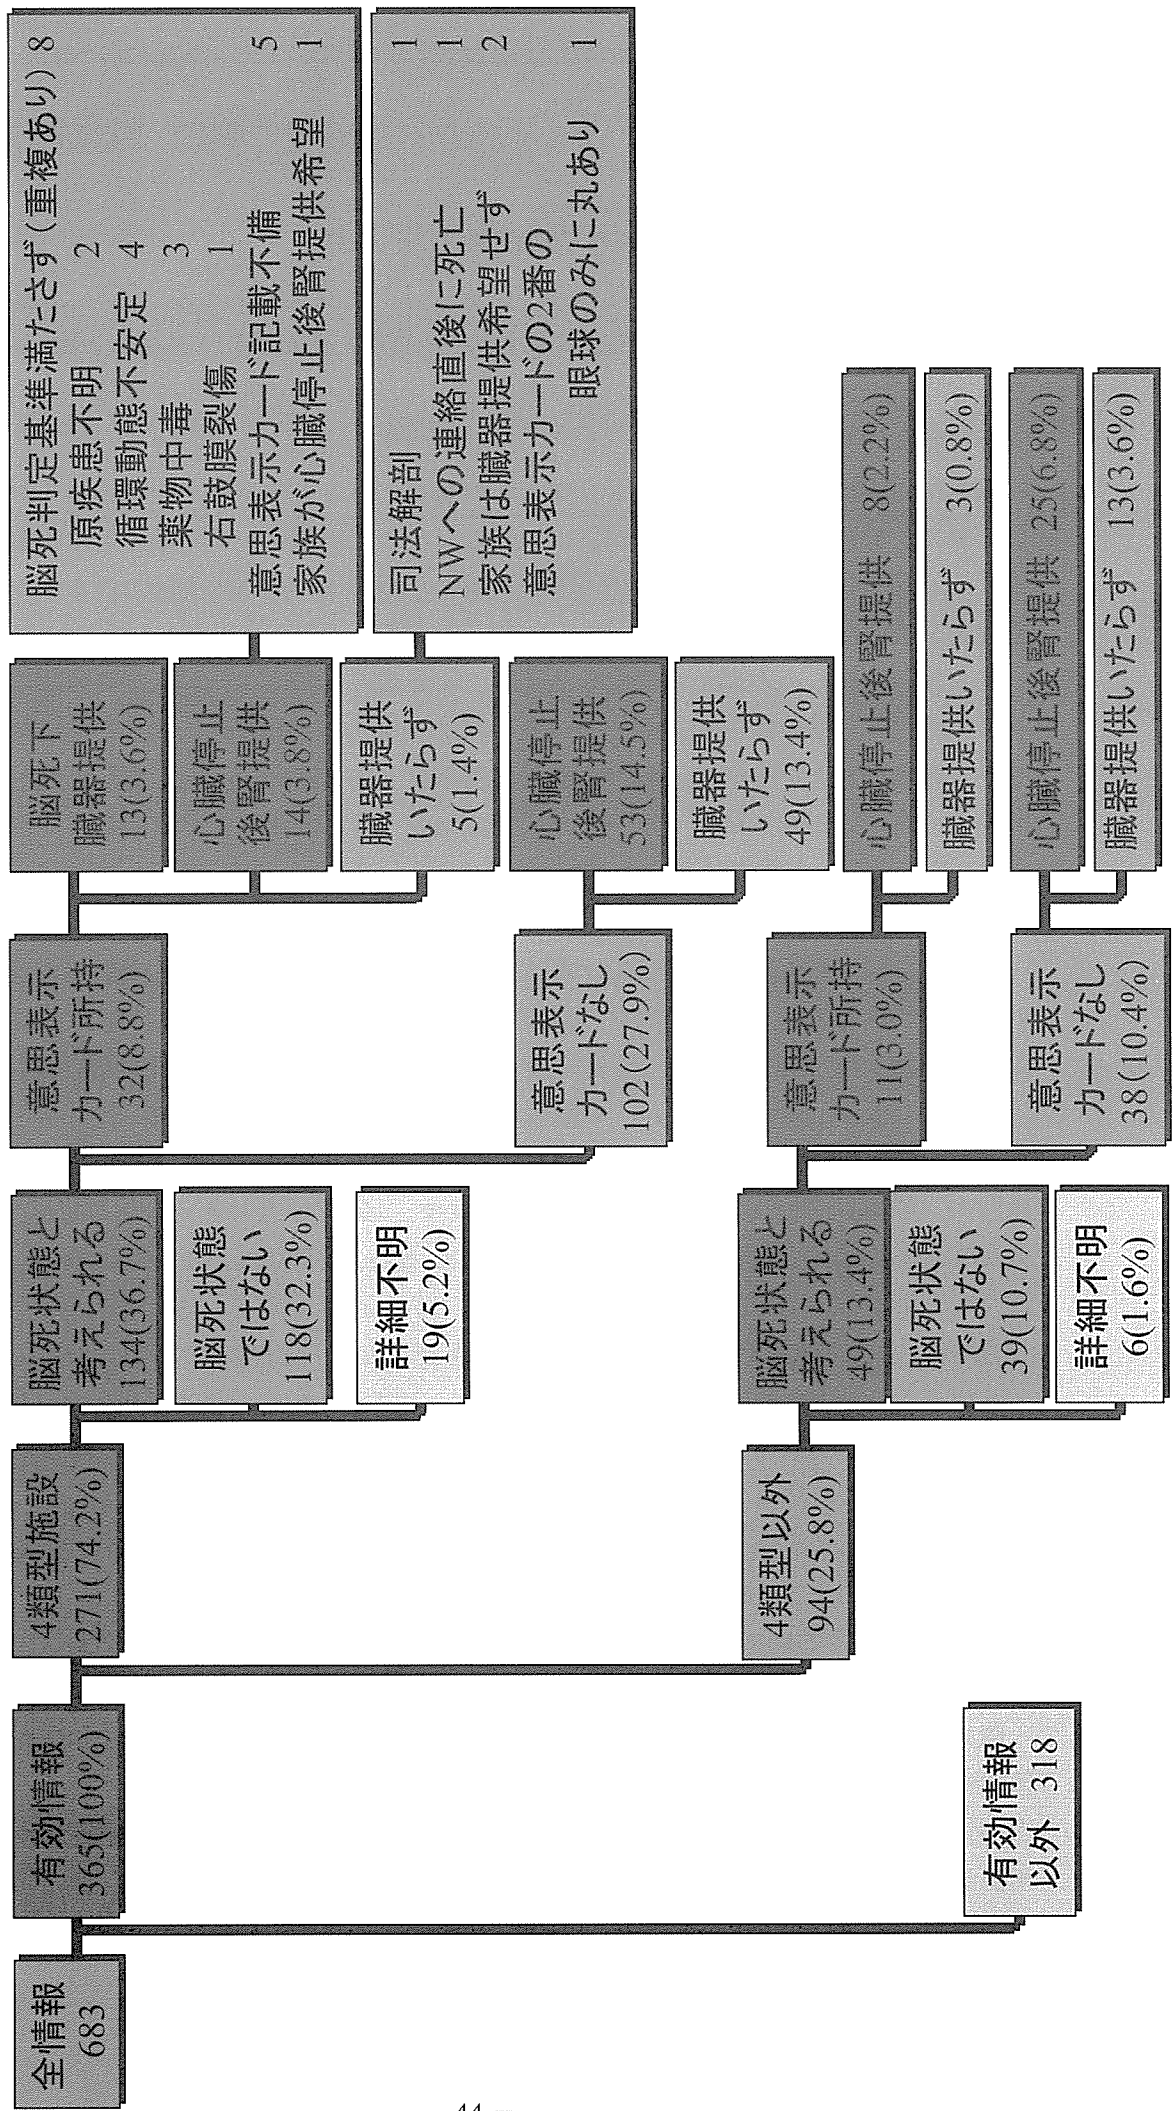 全情報
683
有効情報
365(100%)
有効情報
以外 318
4類型施設
271(74.2%)
4類型以外
94(25.8%)
脳死状態と
考えられる
134(36.7%)
脳死状態
ではない
118(32.3%)
詳細不明
19(5.2%)
脳死状態と
考えられる
49(13.4%)
脳死状態
ではない
39(10.7%)
詳細不明
6(1.6%)
意思表示
カード所持
32(8.8%)
意思表示
カードなし
102(27.9%)
意思表示
カード所持
11(3.0%)
意思表示
カードなし
38(10.4%)
脳死下
臓器提供
13(3.6%)
心臓停止
後腎提供
14(3.8%)
臓器提供
いたらず
5(1.4%)
心臓停止
後腎提供
53(14.5%)
臓器提供
いたらず
49(13.4%)
心臓停止後腎提供 8(2.2%)
臓器提供いたらず 3(0.8%)
心臓停止後腎提供 25(6.8%)
臓器提供いたらず 13(3.6%)
脳死判定基準満たさず(重複あり) 8
原疾患不明 2
循環動態不安定 4
薬物中毒 3
右鼓膜裂傷 1
意思表示カード記載不備 5
家族が心臓停止後腎提供希望 1
司法解剖 1
NWへの連絡直後に死亡 1
家族は臓器提供希望せず 2
意思表示カードの2番の
眼球のみに丸あり 1